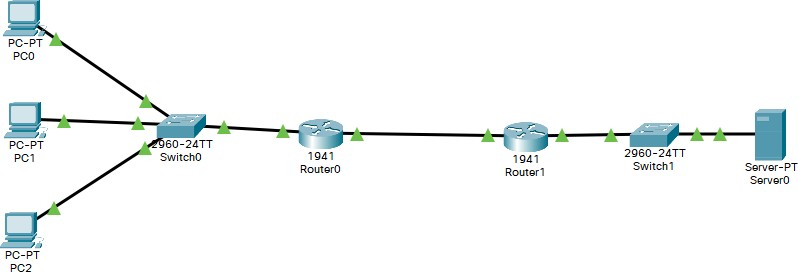 PC-PT
PC0
PC-PT
PC1
2960-24TT
Switch0
1941
Router0
1941
Router1
2960-24TT
Switch1
Server-PT
Server0
PC-PT
PC2